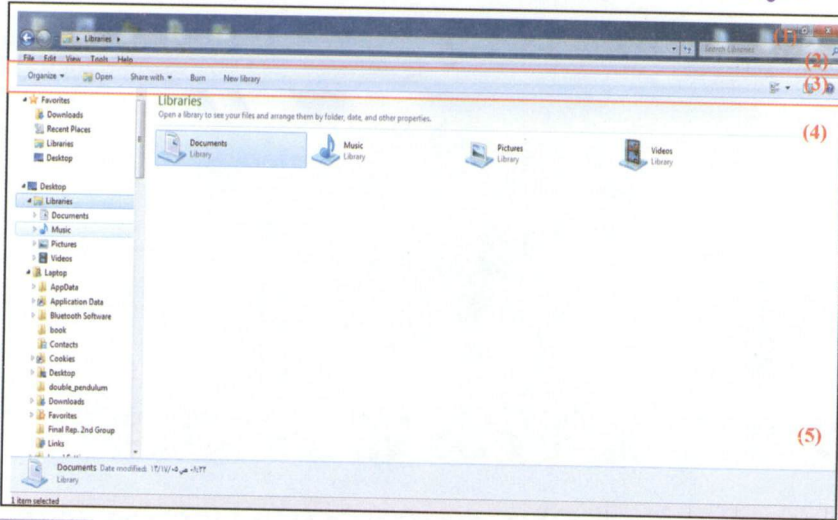 Libraries
(1)
Search Libraries
File Edit View Tools Help
(2)
Organize Open Share with Burn New library
(3)
Favorites
Downloads
Recent Places
Libraries
Desktop
Desktop
Libraries
Documents
Music
Pictures
Videos
Laptop
AppData
Application Data
Bluetooth Software
book
Contacts
Cookies
Desktop
double_pendulum
Downloads
Favorites
Final Rep. 2nd Group
Links
Libraries
Open a library to see your files and arrange them by folder, date, and other properties.
(4)
Documents
Library
Music
Library
Pictures
Library
Videos
Library
(5)
Documents Date modified:
Library
1 item selected